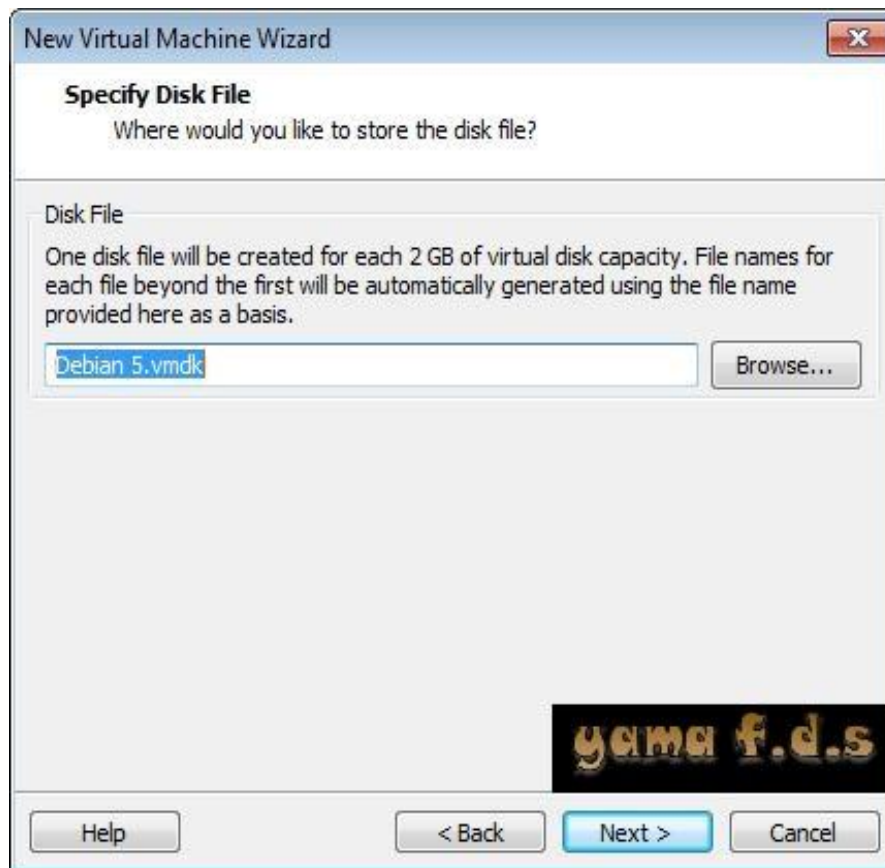 New Virtual Machine Wizard
Specify Disk File
Where would you like to store the disk file?
Disk File
One disk file will be created for each 2 GB of virtual disk capacity. File names for
each file beyond the first will be automatically generated using the file name
provided here as a basis.
Debian 5.vmdk
Browse...
yama f.d.s
Help
< Back
Next >
Cancel